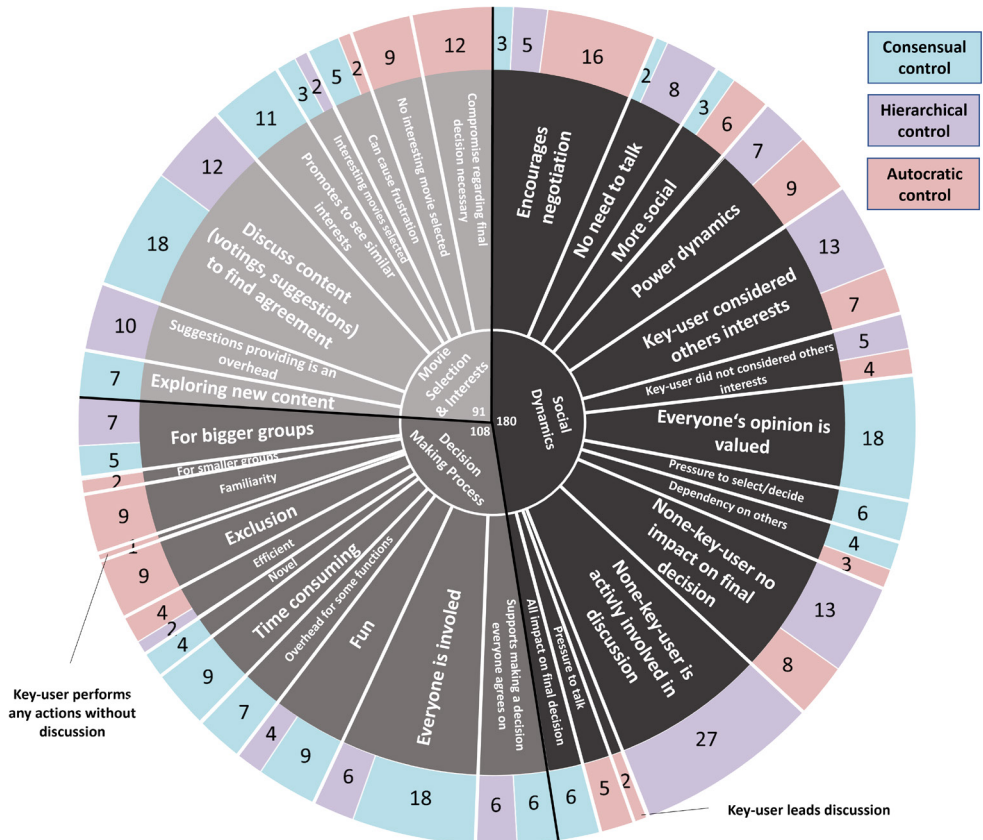 Consensual
control
Hierarchical
control
Autocratic
control
3
5
16
2
8
3
6
7
9
13
7
5
4
18
6
4
3
13
8
27
2
5
6
6
6
18
6
9
4
7
9
4
2
4
9
1
9
2
5
7
7
10
18
12
11
3
2
5
2
9
12
Encourages
negotiation
No need to talk
More social
Power dynamics
Key-user considered
others interests
Key-user did not considered others
interests
Everyone's opinion is
valued
Pressure to select/decide
Dependency on others
None-key-user no
impact on final
decision
None-key-user is
activly involved in
discussion
Key-user leads discussion
Pressure to talk
All impact on final decision
Supports making a decision
everyone agrees on
Everyone is involed
Fun
Overhead for some functions
Time consuming
Novel
Efficient
Exclusion
Key-user performs
any actions without
discussion
Familiarity
For smaller groups
For bigger groups
Exploring new content
Suggestions providing is an
overhead
Discuss content
(votings, suggestions)
to find agreement
Promotes to see similar
interests
Interesting movies selected
Can cause frustration
No interesting movie selected
Compromise regarding final
decision necessary
Movie
Selection
& Interests
91
180
108
Social
Dynamics
Decision
Making Process